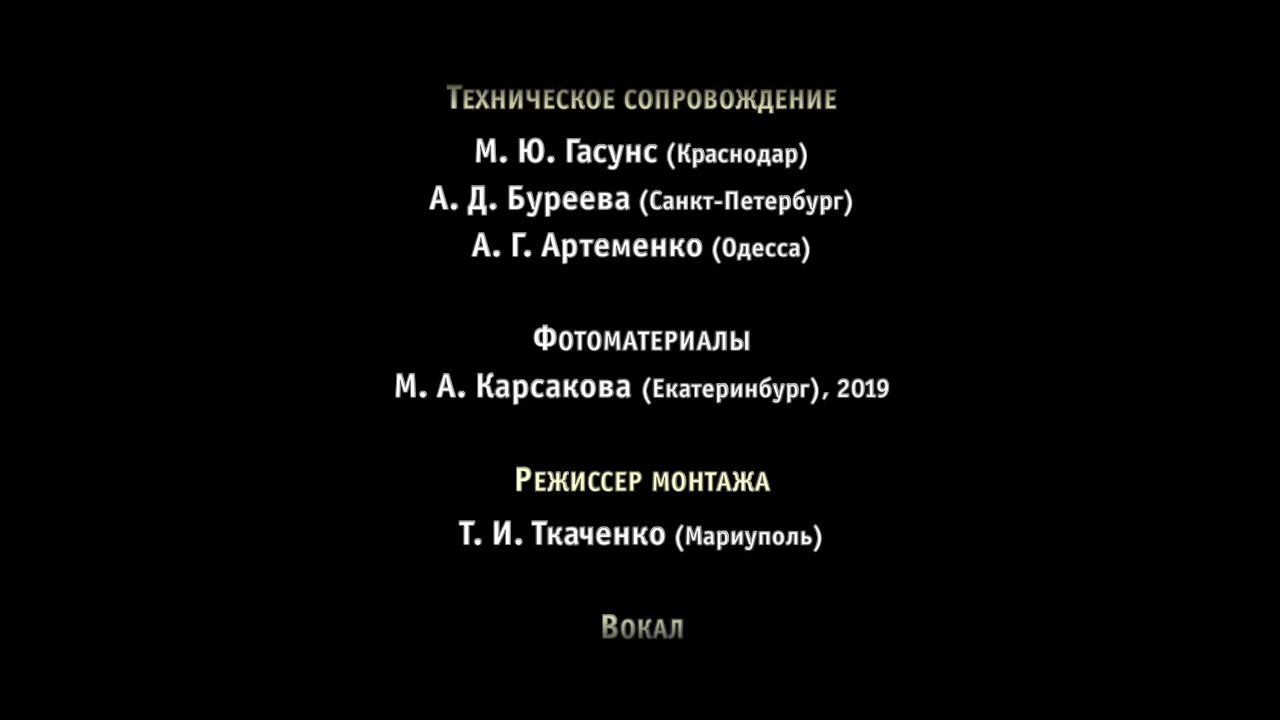 Техническое сопровождение
М. Ю. Гасунс (Краснодар)
А. Д. Буреева (Санкт-Петербург)
А. Г. Артеменко (Одесса)
Фотоматериалы
М. А. Карсакова (Екатеринбург), 2019
Режиссер монтажа
Т. И. Ткаченко (Мариуполь)
Вокал